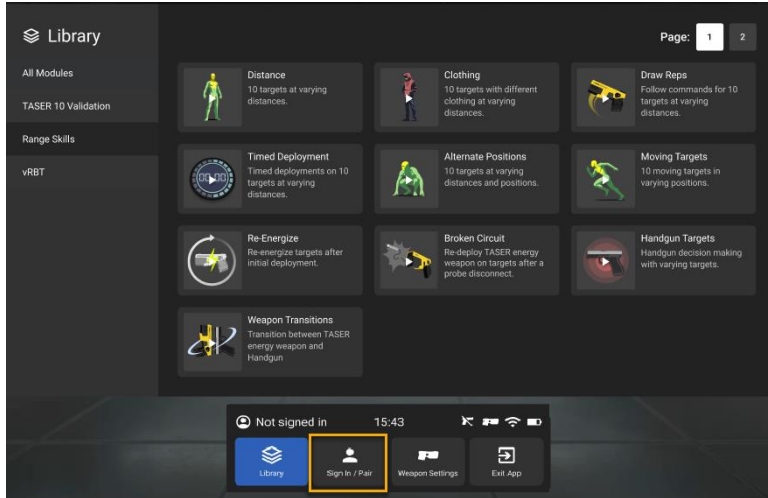 Library
Page: 1 2
All Modules
TASER 10 Validation
Range Skills
vRBT
Distance
10 targets at varying
distances.
Clothing
10 targets with different
clothing at varying
distances.
Draw Reps
Follow commands for 10
targets at varying
distances.
00:00
Timed Deployment
Timed deployments on 10
targets at varying
distances.
Alternate Positions
10 targets at varying
distances and positions.
Moving Targets
10 moving targets in
varying positions.
Re-Energize
Re-energize targets after
initial deployment.
Broken Circuit
Re-deploy TASER energy
weapon on targets after a
probe disconnect.
Handgun Targets
Handgun decision making
with varying targets.
Weapon Transitions
Transition between TASER
energy weapon and
Handgun
Not signed in 15:43
Library
Sign In / Pair
Weapon Settings
Exit App